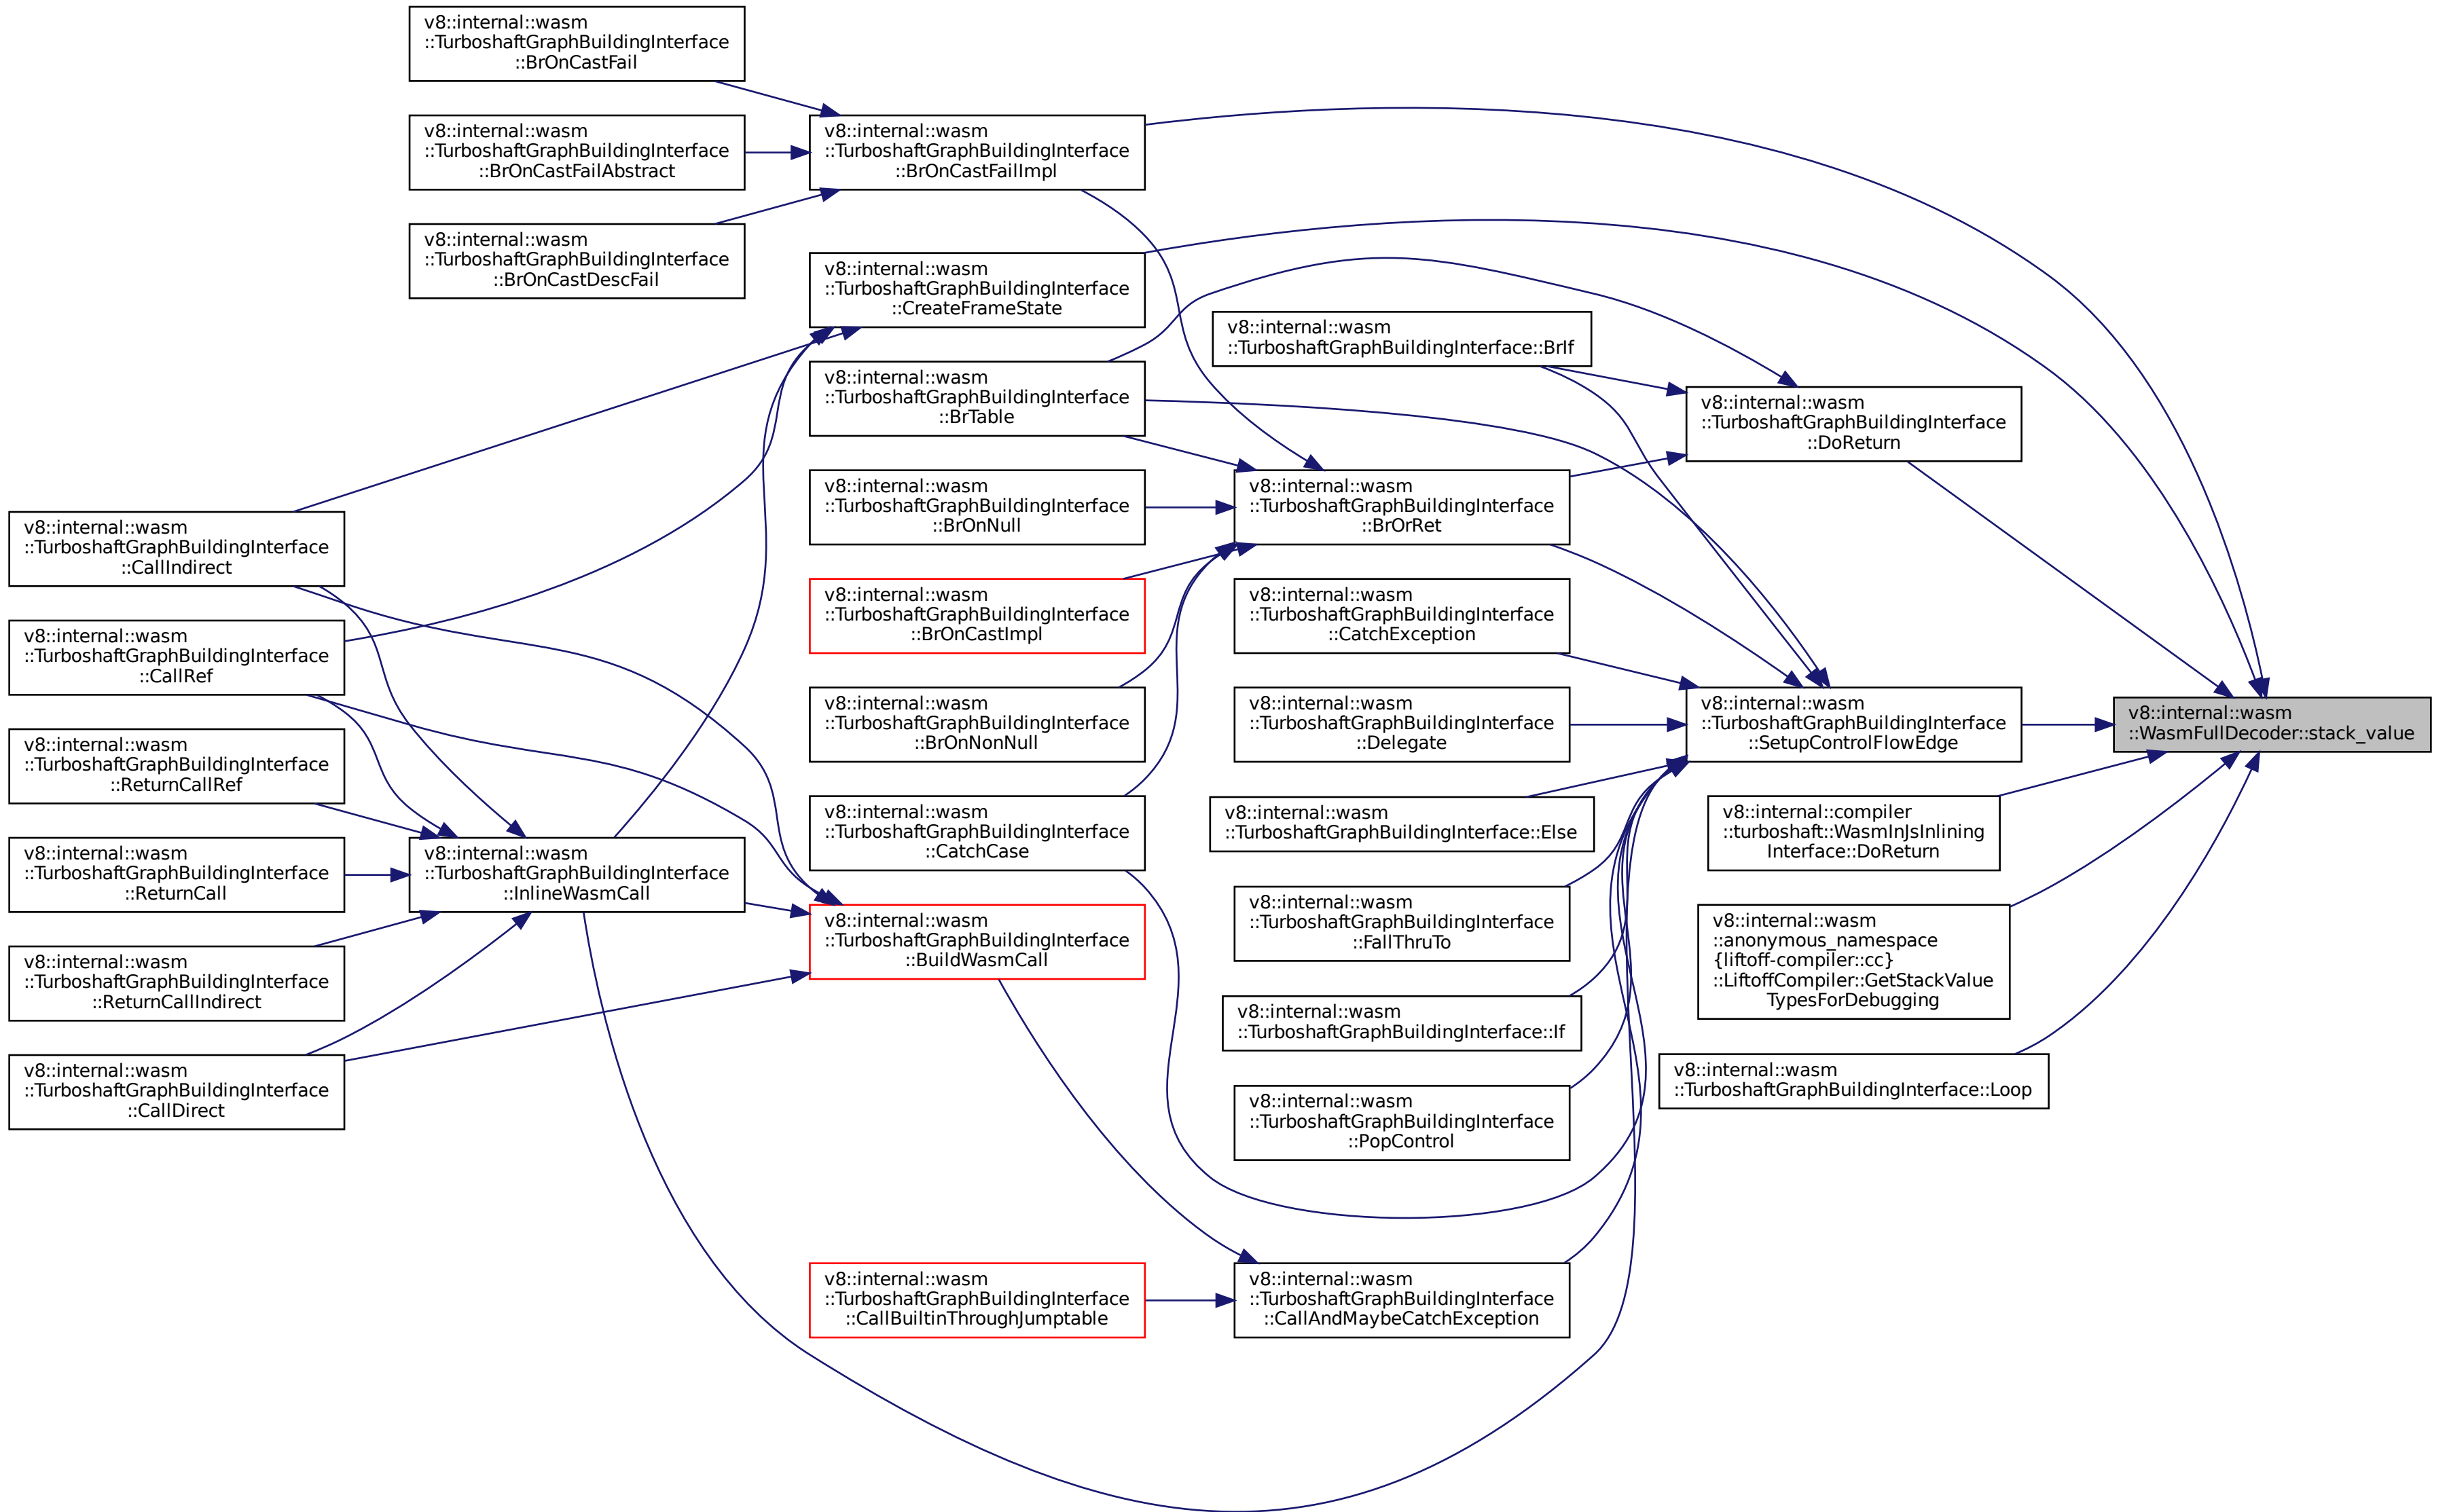 v8::internal::wasm
::TurboshaftGraphBuildingInterface
::BrOnCastFail
v8::internal::wasm
::TurboshaftGraphBuildingInterface
::BrOnCastFailAbstract
v8::internal::wasm
::TurboshaftGraphBuildingInterface
::BrOnCastDescFail
v8::internal::wasm
::TurboshaftGraphBuildingInterface
::CallIndirect
v8::internal::wasm
::TurboshaftGraphBuildingInterface
::CallRef
v8::internal::wasm
::TurboshaftGraphBuildingInterface
::ReturnCallRef
v8::internal::wasm
::TurboshaftGraphBuildingInterface
::ReturnCall
v8::internal::wasm
::TurboshaftGraphBuildingInterface
::ReturnCallIndirect
v8::internal::wasm
::TurboshaftGraphBuildingInterface
::CallDirect
v8::internal::wasm
::TurboshaftGraphBuildingInterface
::InlineWasmCall
v8::internal::wasm
::TurboshaftGraphBuildingInterface
::BrOnCastFailImpl
v8::internal::wasm
::TurboshaftGraphBuildingInterface
::CreateFrameState
v8::internal::wasm
::TurboshaftGraphBuildingInterface
::BrTable
v8::internal::wasm
::TurboshaftGraphBuildingInterface
::BrOnNull
v8::internal::wasm
::TurboshaftGraphBuildingInterface
::BrOnCastImpl
v8::internal::wasm
::TurboshaftGraphBuildingInterface
::BrOnNonNull
v8::internal::wasm
::TurboshaftGraphBuildingInterface
::CatchCase
v8::internal::wasm
::TurboshaftGraphBuildingInterface
::BuildWasmCall
v8::internal::wasm
::TurboshaftGraphBuildingInterface
::CallBuiltinThroughJumptable
v8::internal::wasm
::TurboshaftGraphBuildingInterface::BrIf
v8::internal::wasm
::TurboshaftGraphBuildingInterface
::BrOrRet
v8::internal::wasm
::TurboshaftGraphBuildingInterface
::CatchException
v8::internal::wasm
::TurboshaftGraphBuildingInterface
::Delegate
v8::internal::wasm
::TurboshaftGraphBuildingInterface::Else
v8::internal::wasm
::TurboshaftGraphBuildingInterface
::FallThruTo
v8::internal::wasm
::TurboshaftGraphBuildingInterface::If
v8::internal::wasm
::TurboshaftGraphBuildingInterface
::PopControl
v8::internal::wasm
::TurboshaftGraphBuildingInterface
::CallAndMaybeCatchException
v8::internal::wasm
::TurboshaftGraphBuildingInterface
::DoReturn
v8::internal::wasm
::TurboshaftGraphBuildingInterface
::SetupControlFlowEdge
v8::internal::compiler
::turboshaft::WasmInJsInlining
Interface::DoReturn
v8::internal::wasm
::anonymous_namespace
{liftoff-compiler::cc}
::LiftoffCompiler::GetStackValue
TypesForDebugging
v8::internal::wasm
::TurboshaftGraphBuildingInterface::Loop
v8::internal::wasm
::WasmFullDecoder::stack_value